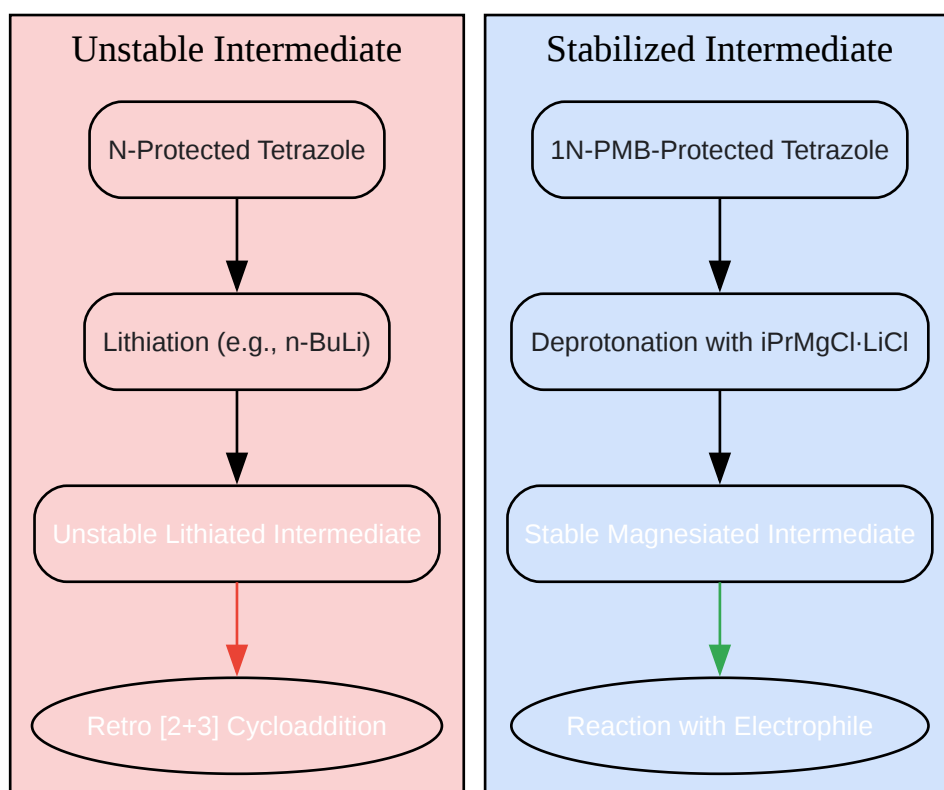 Unstable Intermediate
N-Protected Tetrazole
Lithiation (e.g., n-BuLi)
Unstable Lithiated Intermediate
Retro [2+3] Cycloaddition
Stabilized Intermediate
1N-PMB-Protected Tetrazole
Deprotonation with iPrMgCl·LiCl
Stable Magnesiated Intermediate
Reaction with Electrophile